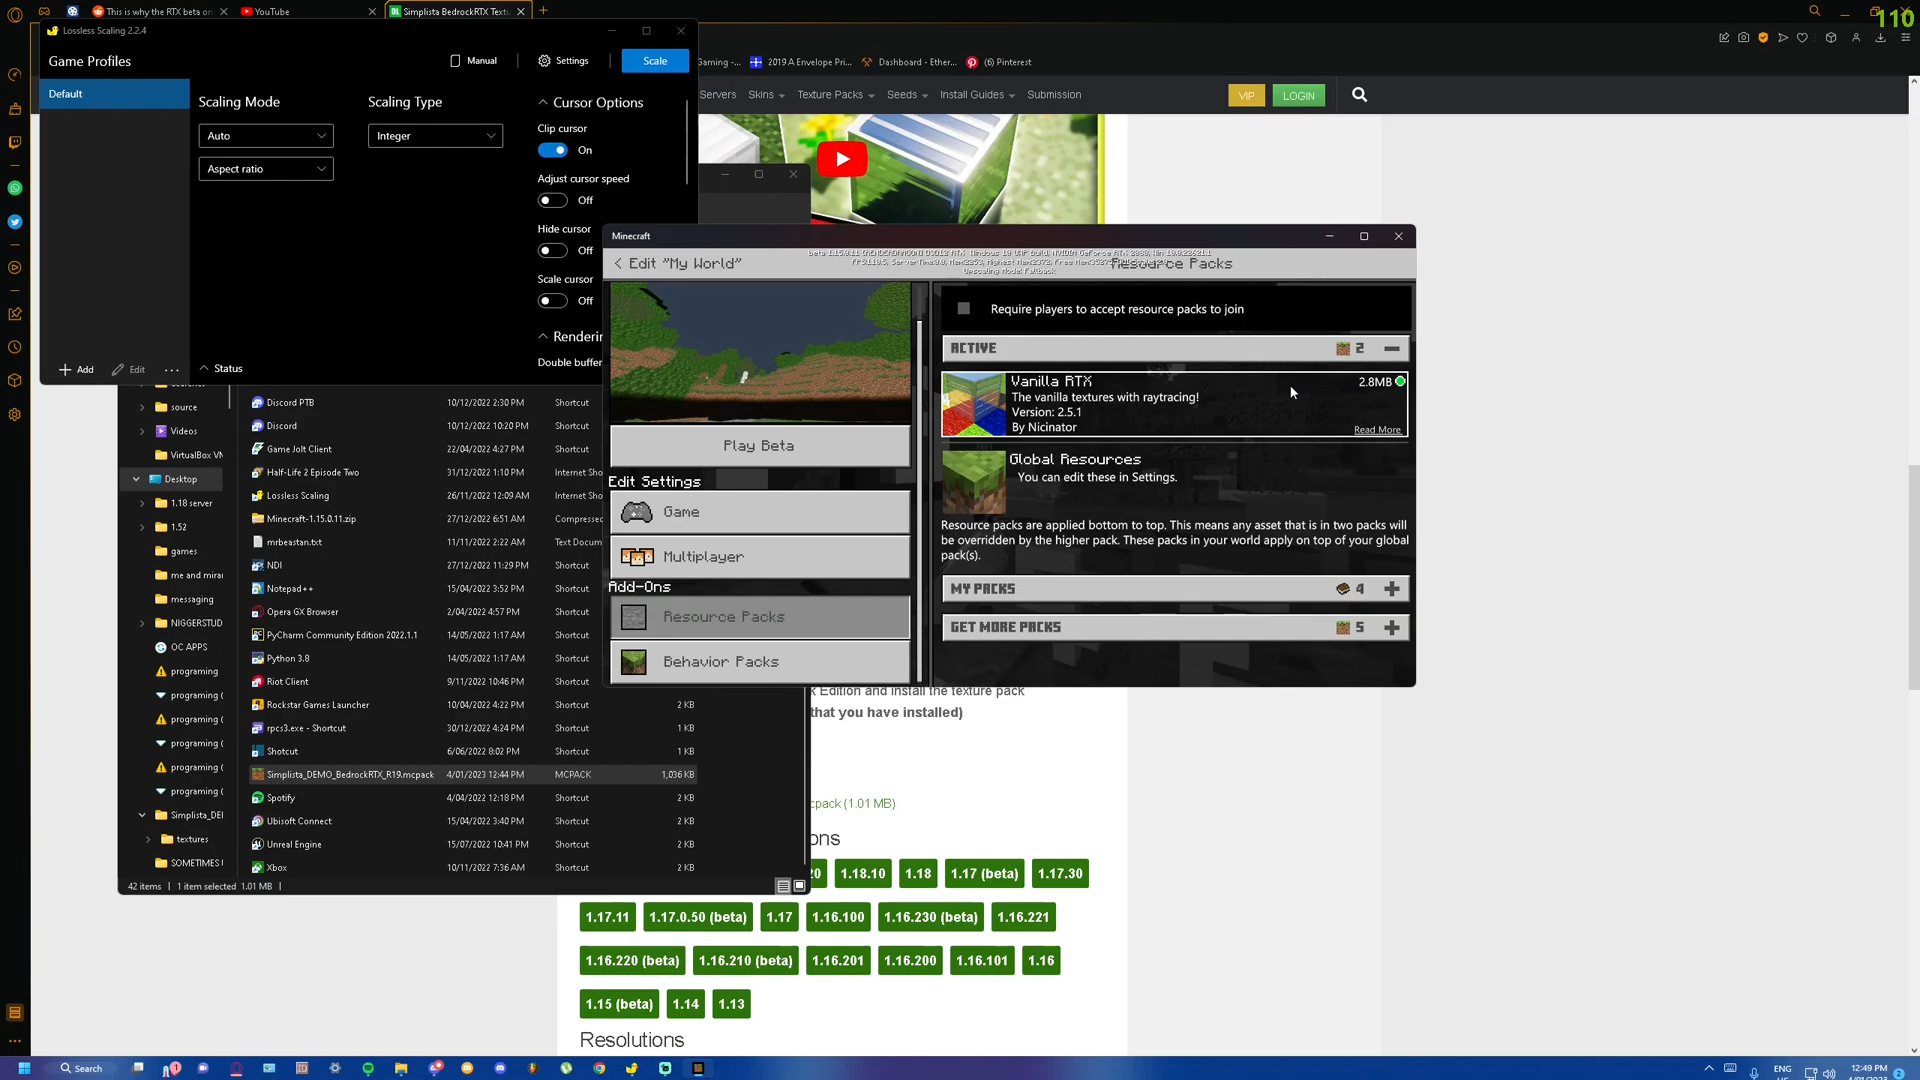 This is why the RTX beta on
YouTube
Simplista BedrockRTX Textu
110
Lossless Scaling 2.2.4
Game Profiles
Manual
Settings
Scale
Default
Scaling Mode
Scaling Type
Auto
Integer
Aspect ratio
Cursor Options
Clip cursor
On
Adjust cursor speed
Off
Hide cursor
Off
Scale cursor
Off
Renderin
Double buffer
Add
Edit
...
Status
Gaming -...
2019 A Envelope Pri...
Dashboard - Ether...
(6) Pinterest
Servers
Skins
Texture Packs
Seeds
Install Guides
Submission
VIP
LOGIN
Minecraft
Edit "My World"
Resource Packs
Play Beta
Edit Settings
Game
Multiplayer
Add-Ons
Resource Packs
Behavior Packs
Require players to accept resource packs to join
ACTIVE
2
Vanilla RTX
2.8MB
The vanilla textures with raytracing!
Version: 2.5.1
By Nicinator
Read More
Global Resources
You can edit these in Settings.
Resource packs are applied bottom to top. This means any asset that is in two packs will
be overridden by the higher pack. These packs in your world apply on top of your global
pack(s).
MY PACKS
4
GET MORE PACKS
5
source
Videos
VirtualBox VM
Desktop
1.18 server
1.52
games
me and miran
messaging
NIGGERSTUD
OC APPS
programing
programing (
programing (
programing (
programing (
programing (
Simplista_DEI
textures
SOMETIMES U
Discord PTB 10/12/2022 2:30 PM Shortcut
Discord 10/12/2022 10:20 PM Shortcut
Game Jolt Client 22/04/2022 4:27 PM Shortcut
Half-Life 2 Episode Two 31/12/2022 1:10 PM Internet Sho
Lossless Scaling 26/11/2022 12:09 AM Internet Sho
Minecraft-1.15.0.11.zip 27/12/2022 6:51 AM Compressed
mrbeastan.txt 11/11/2022 2:22 AM Text Docum
NDI 27/12/2022 11:29 PM Shortcut
Notepad++ 15/04/2022 3:52 PM Shortcut
Opera GX Browser 2/04/2022 4:57 PM Shortcut
PyCharm Community Edition 2022.1.1 14/05/2022 1:17 AM Shortcut
Python 3.8 14/05/2022 1:17 AM Shortcut
Riot Client 9/11/2022 10:46 PM Shortcut
Rockstar Games Launcher 10/04/2022 4:22 PM Shortcut 2 KB
rpcs3.exe - Shortcut 30/12/2022 4:24 PM Shortcut 1 KB
Shotcut 6/06/2022 8:02 PM Shortcut 1 KB
Simplista_DEMO_BedrockRTX_R19.mcpack 4/01/2023 12:44 PM MCPACK 1,036 KB
Spotify 4/04/2022 12:18 PM Shortcut 2 KB
Ubisoft Connect 15/04/2022 3:40 PM Shortcut 2 KB
Unreal Engine 15/07/2022 10:41 PM Shortcut 2 KB
Xbox 10/11/2022 7:36 AM Shortcut 2 KB
42 items
1 item selected 1.01 MB
k Edition and install the texture pack
that you have installed)
cpack (1.01 MB)
ons
20
1.18.10
1.18
1.17 (beta)
1.17.30
1.17.11
1.17.0.50 (beta)
1.17
1.16.100
1.16.230 (beta)
1.16.221
1.16.220 (beta)
1.16.210 (beta)
1.16.201
1.16.200
1.16.101
1.16
1.15 (beta)
1.14
1.13
Resolutions
Search
ENG
12:49 PM